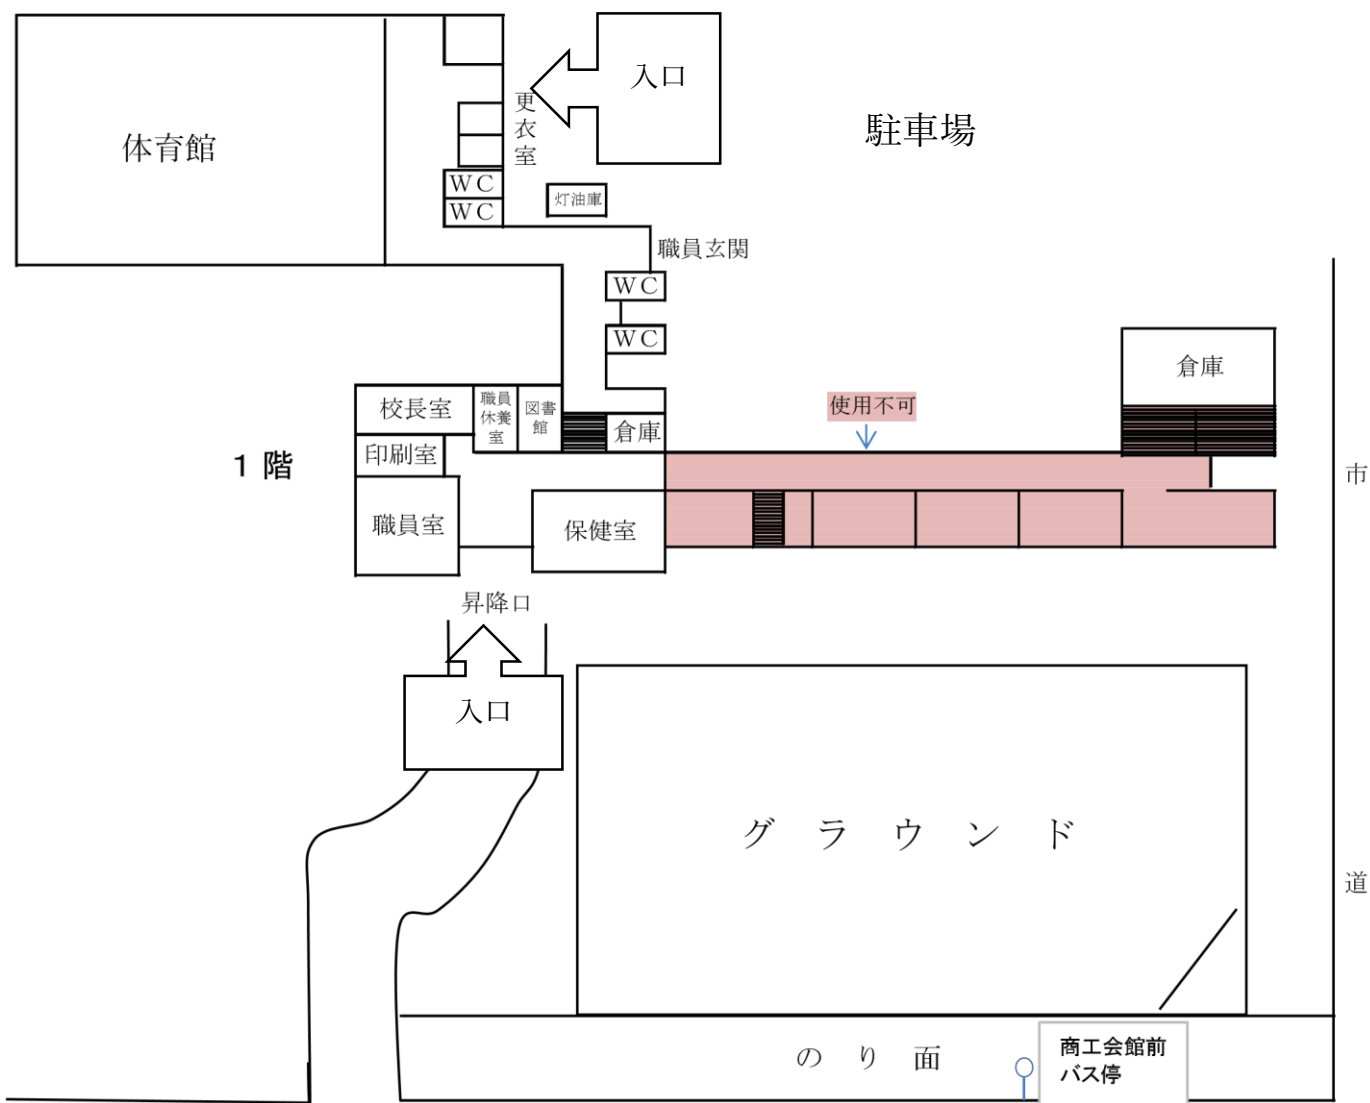 入口
駐車場
体育館
更衣室
WC
WC
灯油庫
職員玄関
WC
WC
倉庫
使用不可
校長室
職員
休養
室
図書
館
倉庫
印刷室
1 階
職員室
保健室
市
昇降口
入口
グラウンド
道
のり面
商工会館前
バス停